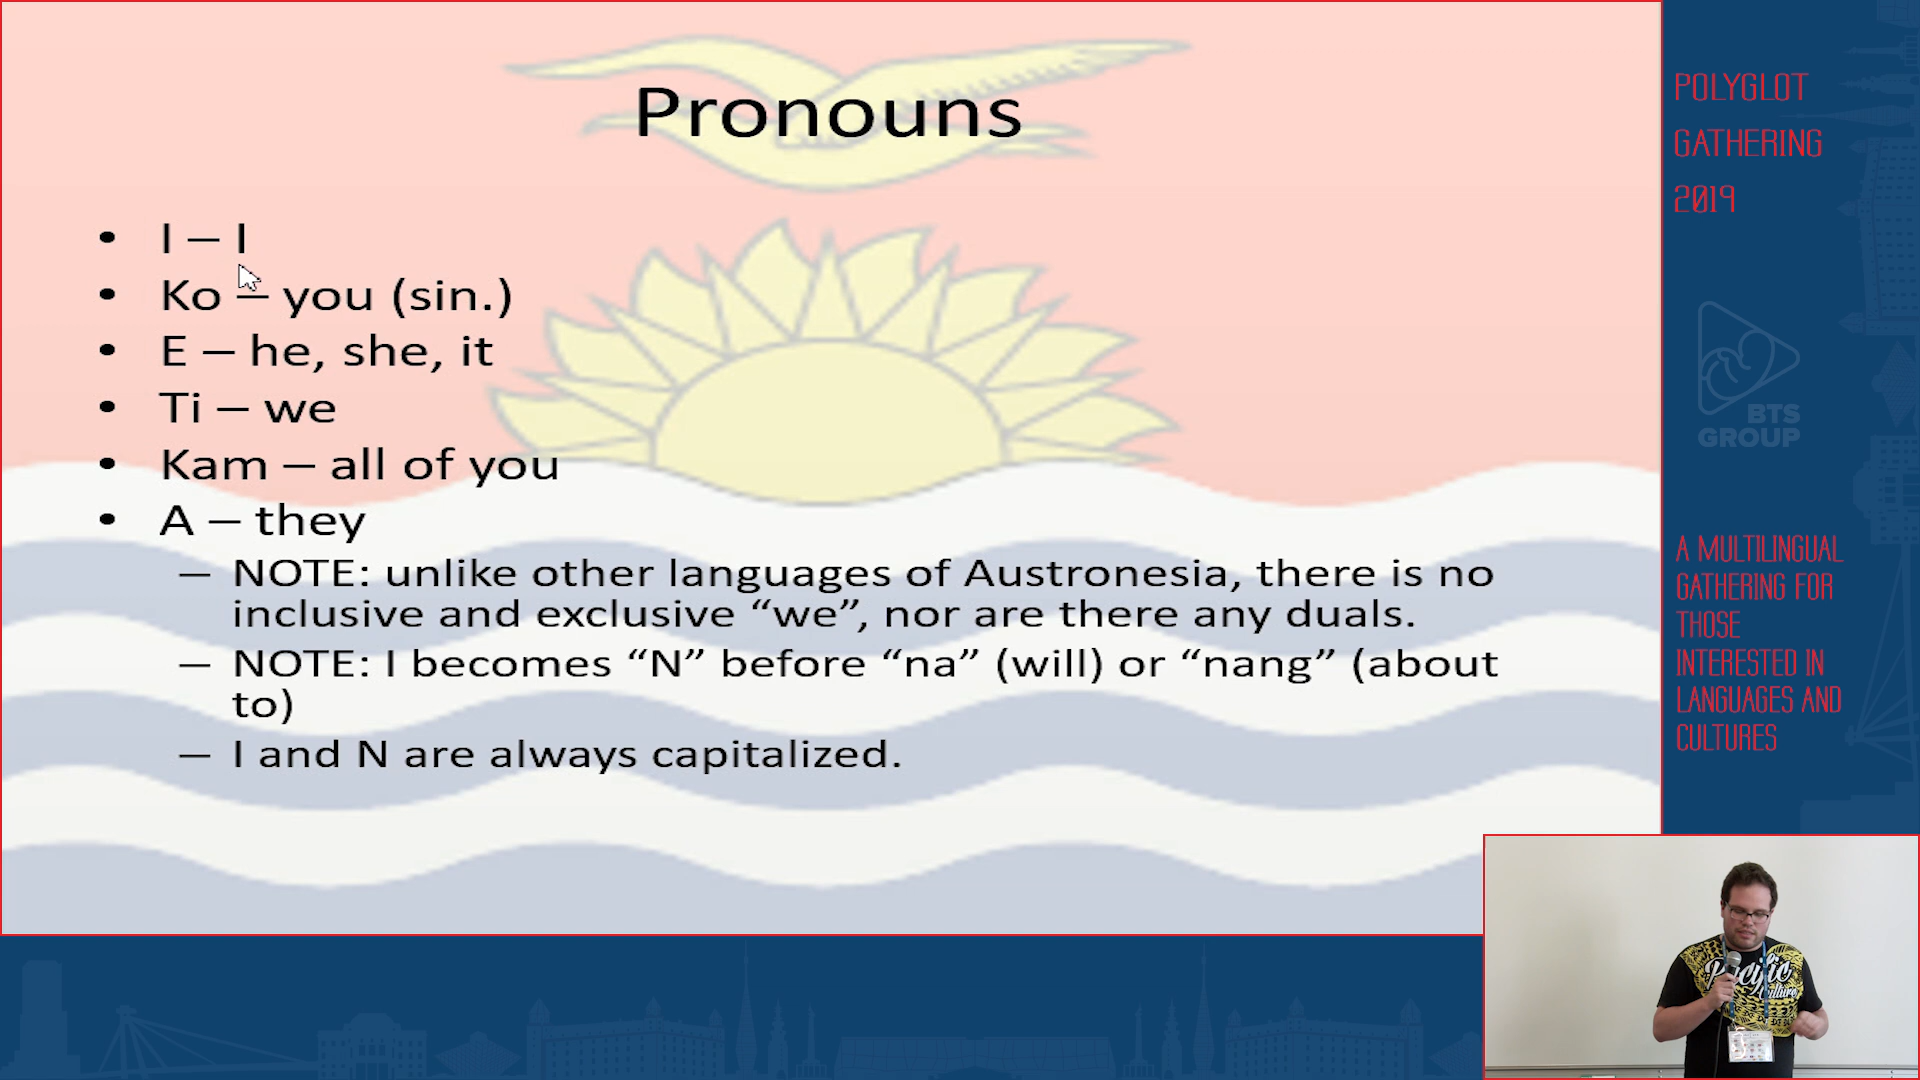 Pronouns
• I – I
• Ko – you (sin.)
• E – he, she, it
• Ti – we
• Kam – all of you
• A – they
– NOTE: unlike other languages of Austronesia, there is no
inclusive and exclusive “we”, nor are there any duals.
– NOTE: I becomes “N” before “na” (will) or “nang” (about
to)
– I and N are always capitalized.
POLYGLOT
GATHERING
2019
BTS
GROUP
A MULTILINGUAL
GATHERING FOR
THOSE
INTERESTED IN
LANGUAGES AND
CULTURES
Pacific
Culture